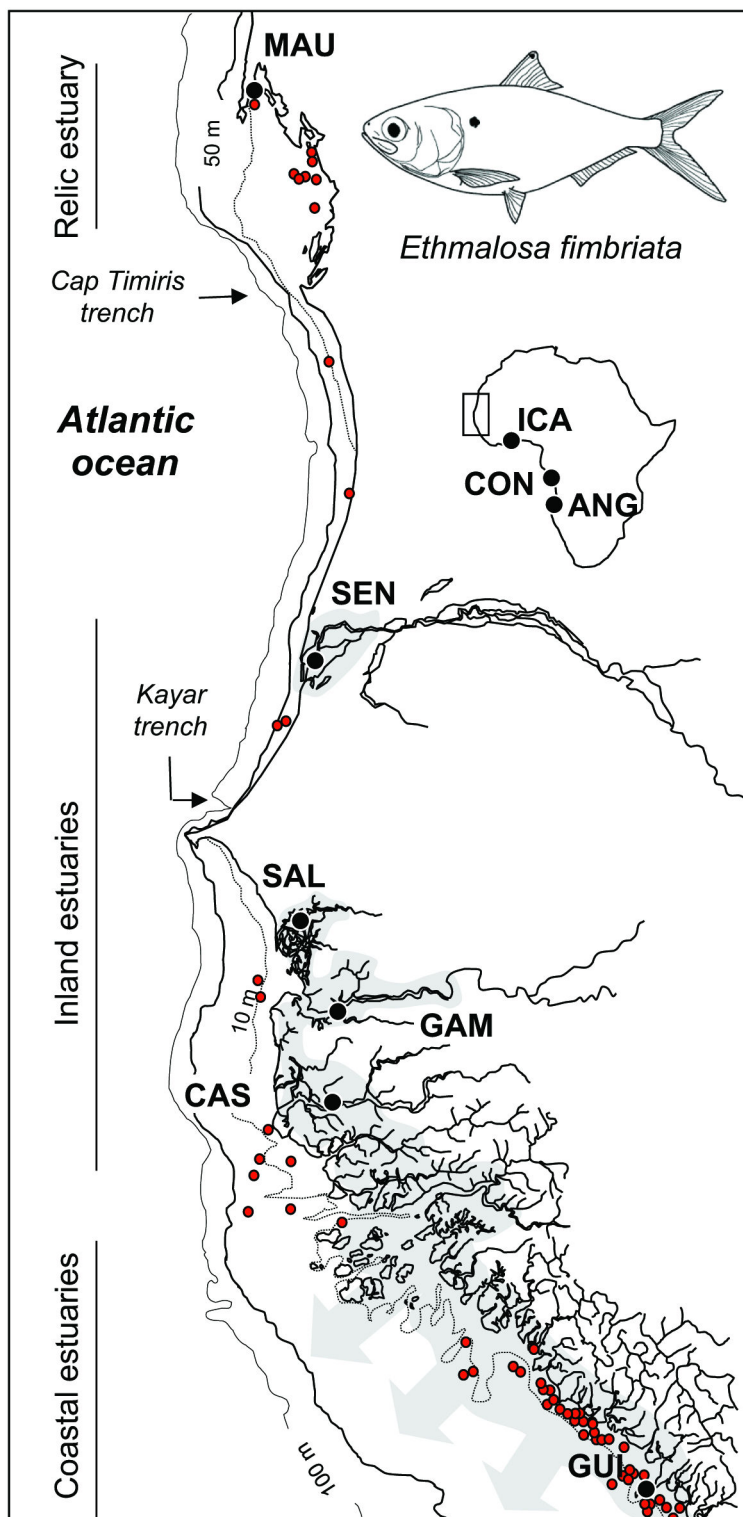 MAU
Relic estuary
50 m
Ethmalosa fimbriata
Cap Timiris
trench
Atlantic
ocean
ICA
CON
ANG
SEN
Kayar
trench
Inland estuaries
SAL
10 m
GAM
CAS
Coastal estuaries
GUI
100 m